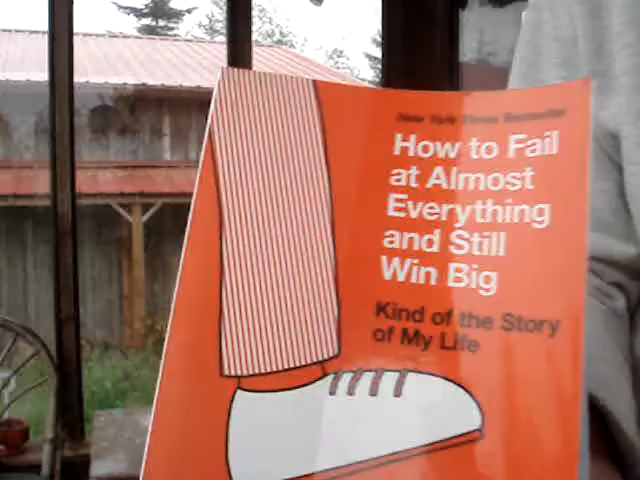 New York Times Bestseller
How to Fail
at Almost
Everything
and Still
Win Big
Kind of the Story
of My Life